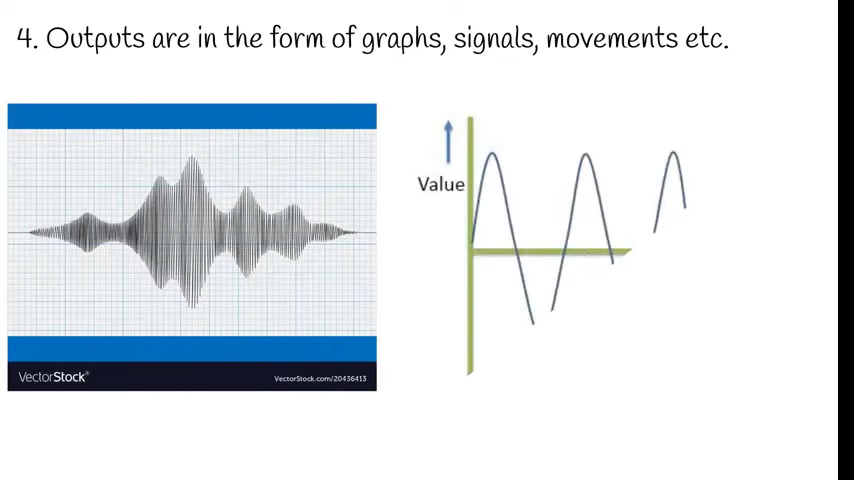 4. Outputs are in the form of graphs, signals, movements etc.
Value
VectorStock®
VectorStock.com/20436413